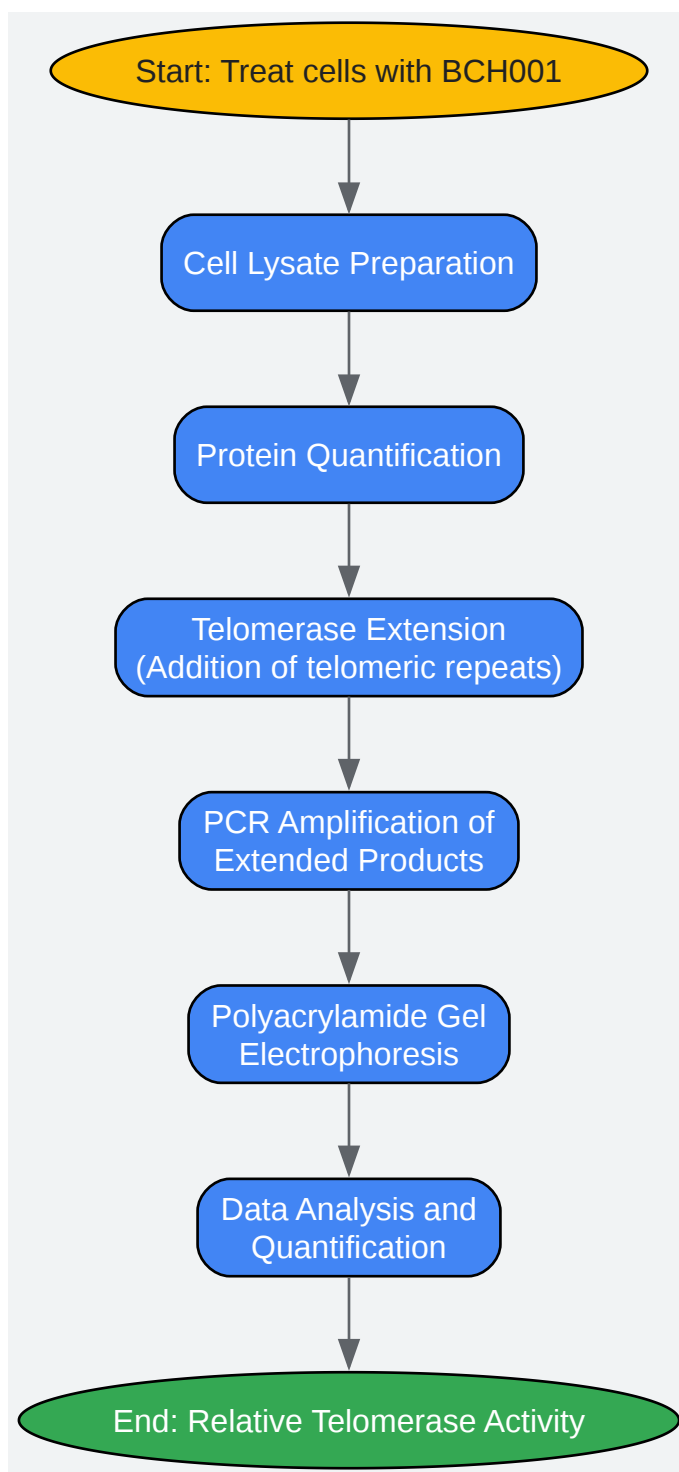 Start: Treat cells with BCH001
Cell Lysate Preparation
Protein Quantification
Telomerase Extension
(Addition of telomeric repeats)
PCR Amplification of
Extended Products
Polyacrylamide Gel
Electrophoresis
Data Analysis and
Quantification
End: Relative Telomerase Activity